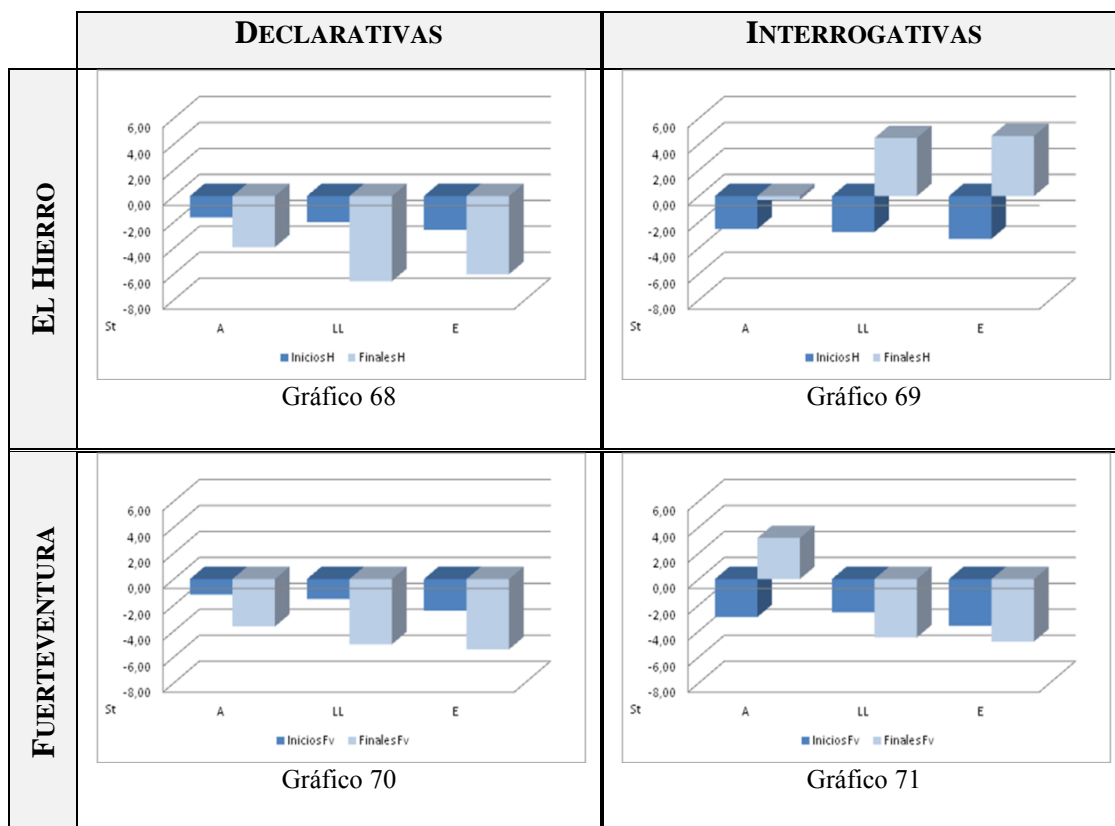 DECLARATIVAS
INTERROGATIVAS
EL HIERRO
6,00
4,00
2,00
0,00
-2,00
-4,00
-6,00
-8,00
St
A LL E
IniciosH FinalesH
Gráfico 68
6,00
4,00
2,00
0,00
-2,00
-4,00
-6,00
-8,00
St
A LL E
IniciosH FinalesH
Gráfico 69
FUERTEVENTURA
6,00
4,00
2,00
0,00
-2,00
-4,00
-6,00
-8,00
St
A LL E
IniciosFv FinalesFv
Gráfico 70
6,00
4,00
2,00
0,00
-2,00
-4,00
-6,00
-8,00
St
A LL E
IniciosFv FinalesFv
Gráfico 71